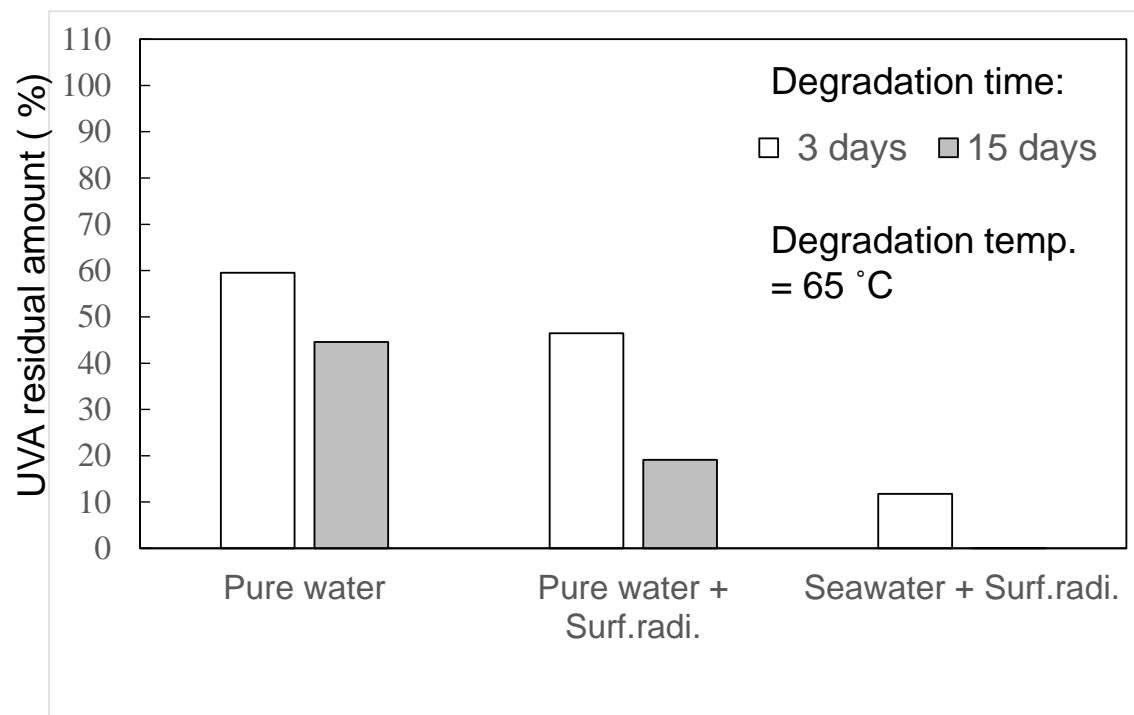 UVA residual amount ( %)
110
100
90
80
70
60
50
40
30
20
10
0
Degradation time:
3 days
15 days
Degradation temp.
= 65 ˚C
Pure water
Pure water +
Surf.radi.
Seawater + Surf.radi.